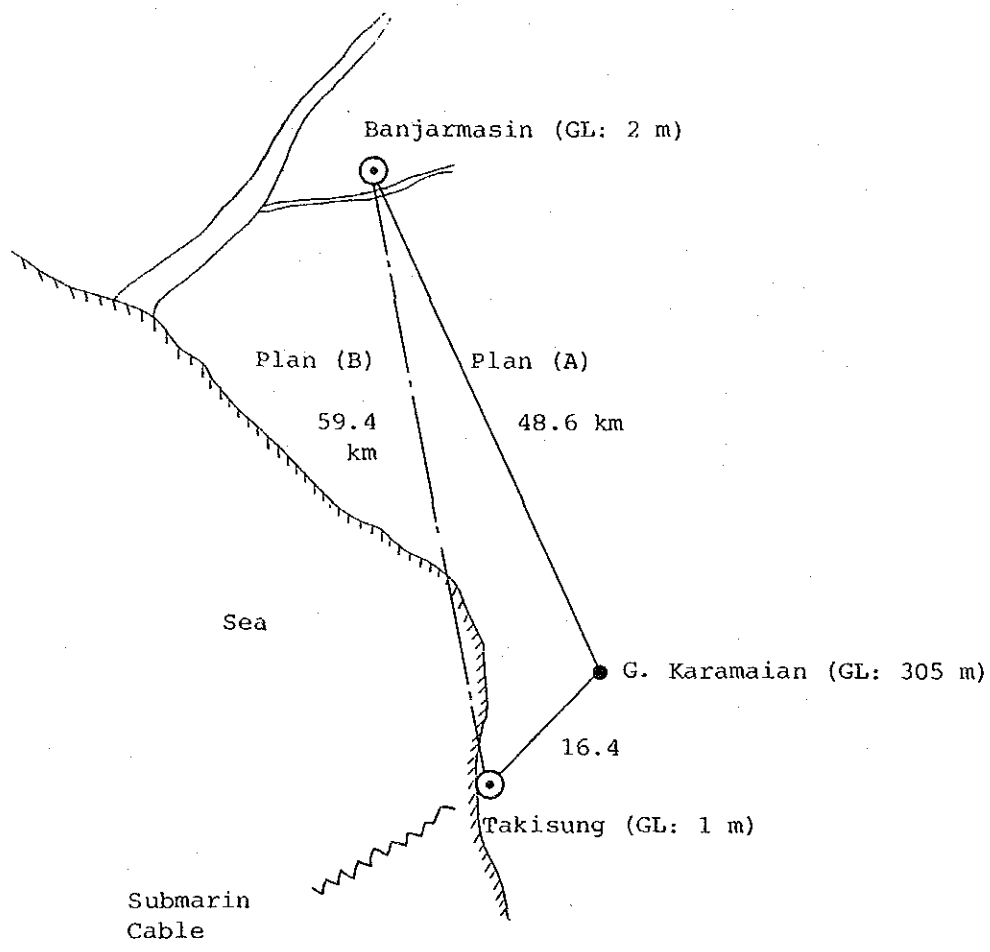 Banjarmasin (GL: 2 m)
Plan (B)
Plan (A)
59.4
km
48.6 km
Sea
G. Karamaian (GL: 305 m)
16.4
Takisung (GL: 1 m)
Submarin
Cable